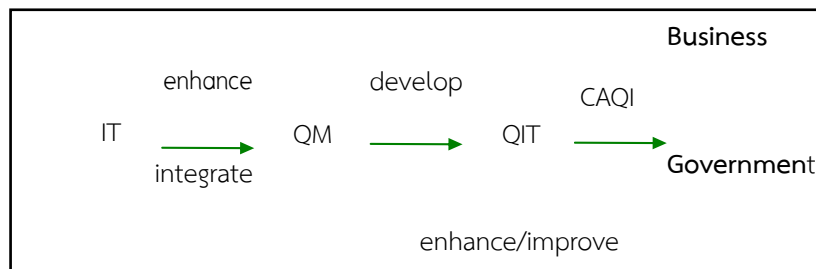 Business
enhance develop CAQI
IT QM QIT
integrate Government
enhance/improve